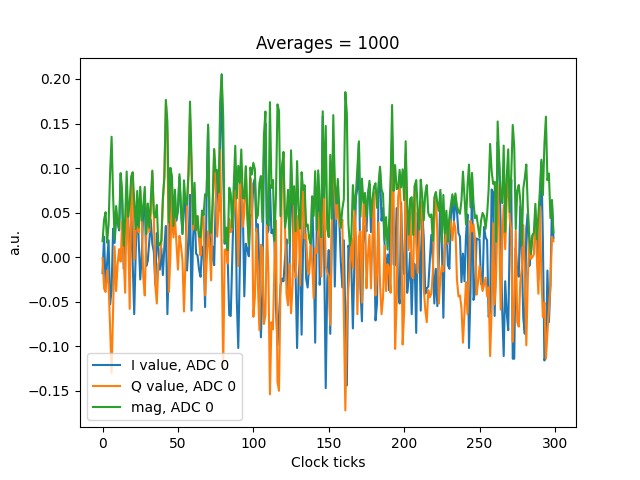 Averages = 1000
a.u.
0.20
0.15
0.10
0.05
0.00
−0.05
−0.10
−0.15
I value, ADC 0
Q value, ADC 0
mag, ADC 0
0 50 100 150 200 250 300
Clock ticks